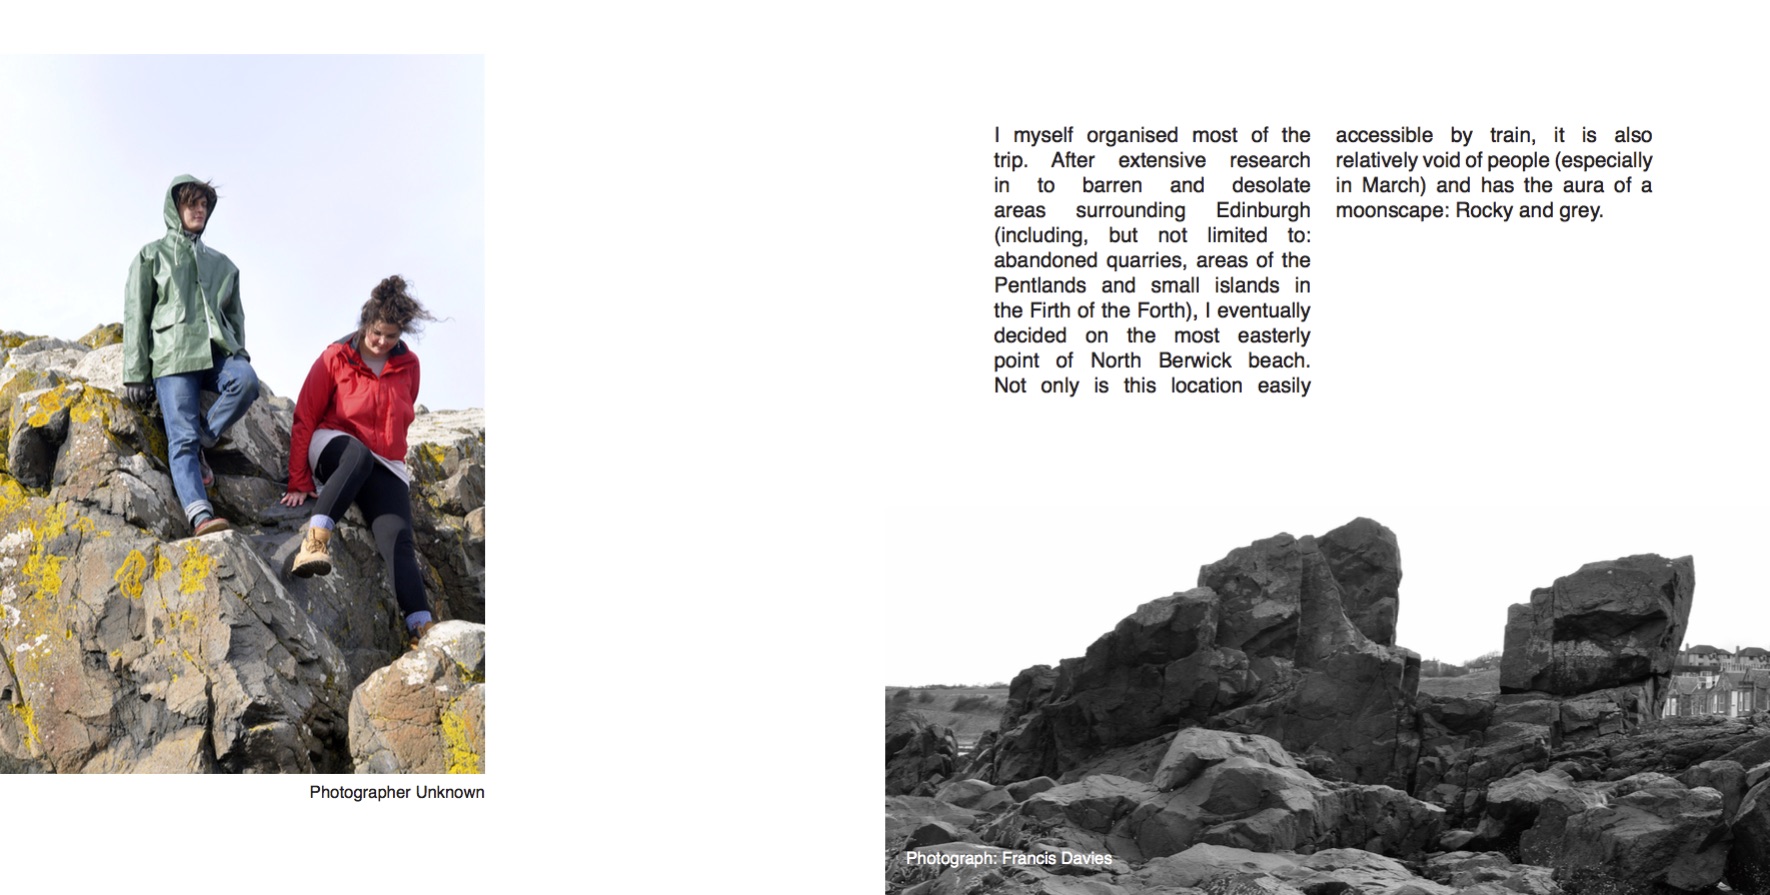 I myself organised most of the
trip. After extensive research
in to barren and desolate
areas surrounding Edinburgh
(including, but not limited to:
abandoned quarries, areas of the
Pentlands and small islands in
the Firth of the Forth), I eventually
decided on the most easterly
point of North Berwick beach.
Not only is this location easily
accessible by train, it is also
relatively void of people (especially
in March) and has the aura of a
moonscape: Rocky and grey.
Photographer Unknown
Photograph: Francis Davies